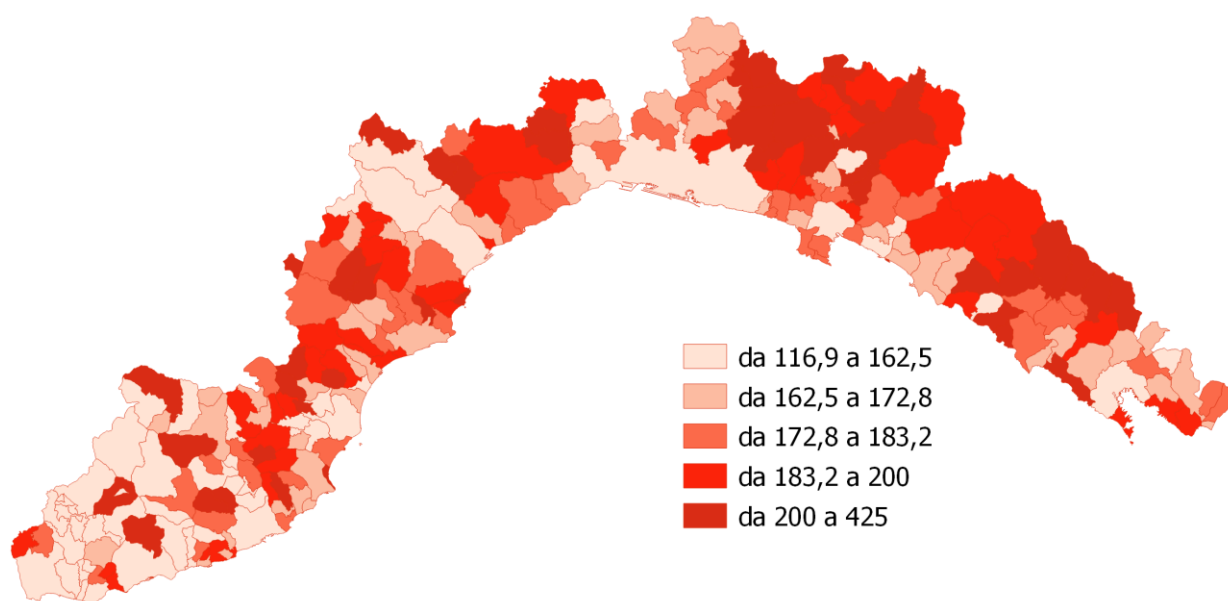 da 116,9 a 162,5
da 162,5 a 172,8
da 172,8 a 183,2
da 183,2 a 200
da 200 a 425